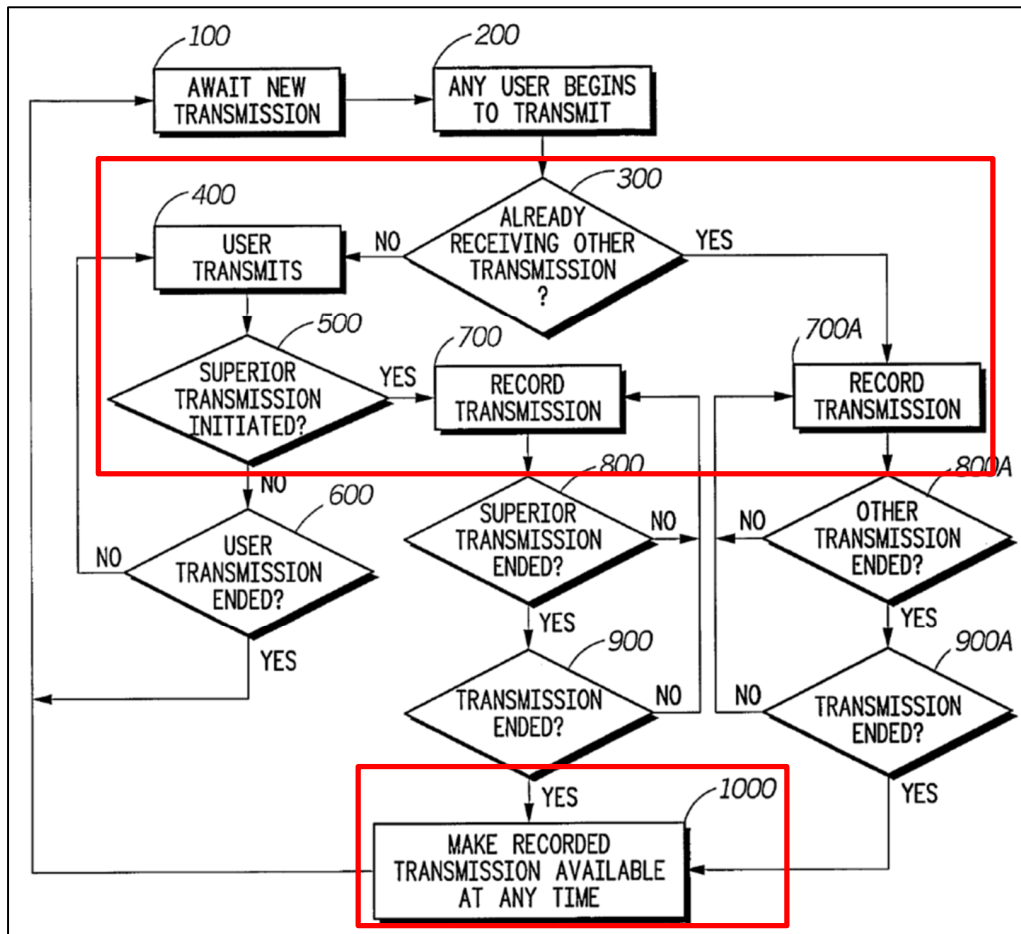 100
AWAIT NEW
TRANSMISSION
200
ANY USER BEGINS
TO TRANSMIT
300
ALREADY
RECEIVING OTHER
TRANSMISSION
?
NO
YES
400
USER
TRANSMITS
500
SUPERIOR
TRANSMISSION
INITIATED?
YES
NO
700
RECORD
TRANSMISSION
700A
RECORD
TRANSMISSION
600
USER
TRANSMISSION
ENDED?
NO
YES
800
SUPERIOR
TRANSMISSION
ENDED?
NO
YES
800A
OTHER
TRANSMISSION
ENDED?
NO
YES
900
TRANSMISSION
ENDED?
NO
YES
900A
TRANSMISSION
ENDED?
NO
YES
1000
MAKE RECORDED
TRANSMISSION AVAILABLE
AT ANY TIME